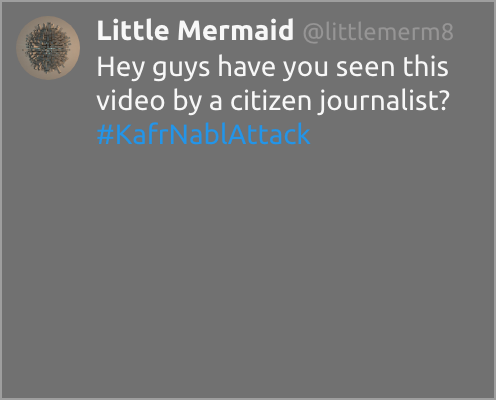 Little Mermaid @littlemerm8
Hey guys have you seen this
video by a citizen journalist?
#KafrNablAttack